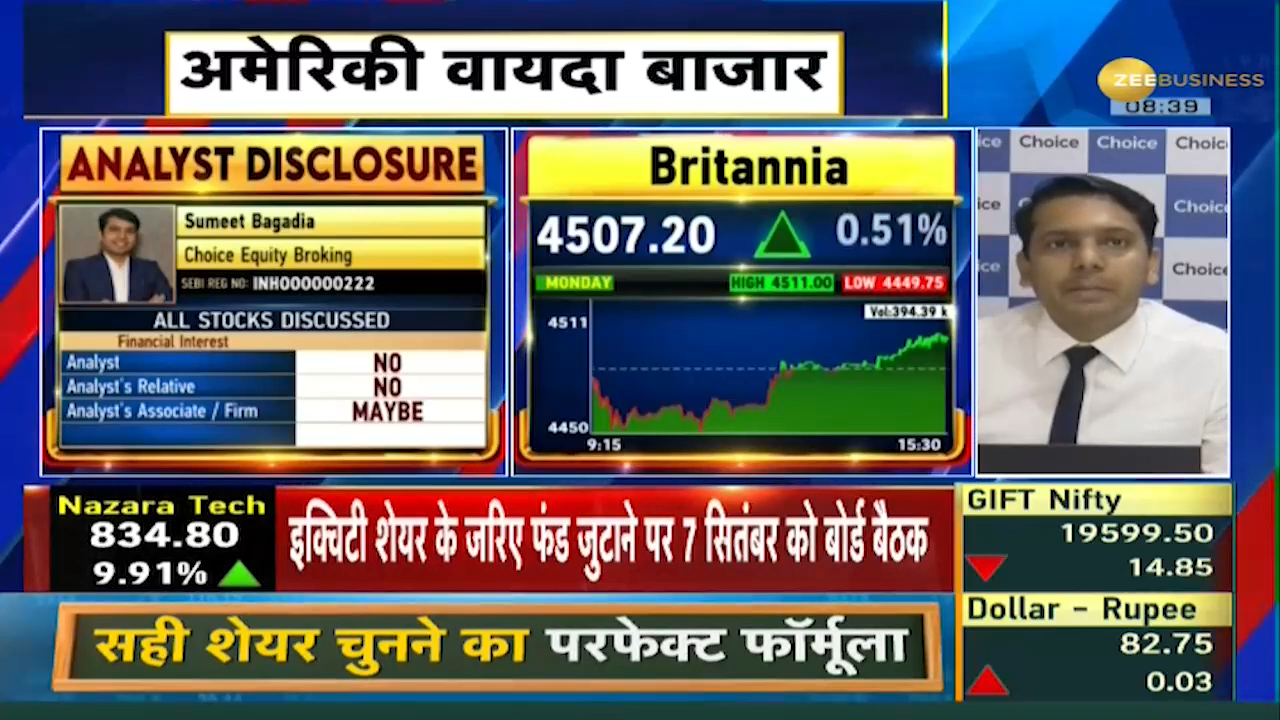 अमेरिकी वायदा बाजार
ZEEBUSINESS
08:39
ANALYST DISCLOSURE
Sumeet Bagadia
Choice Equity Broking
SEBI REG NO: INH000000222
ALL STOCKS DISCUSSED
Financial Interest
Analyst NO
Analyst's Relative NO
Analyst's Associate / Firm MAYBE
Britannia
4507.20 0.51%
MONDAY HIGH 4511.00 LOW 4449.75
Vol:394.39 k
4511
4450
9:15 15:30
ice Choice Choice Choic
ice Choice
ice Choice
Nazara Tech
834.80
9.91%
इक्विटी शेयर के जरिए फंड जुटाने पर 7 सितंबर को बोर्ड बैठक
GIFT Nifty
19599.50
14.85
Dollar - Rupee
82.75
0.03
सही शेयर चुनने का परफेक्ट फॉर्मूला